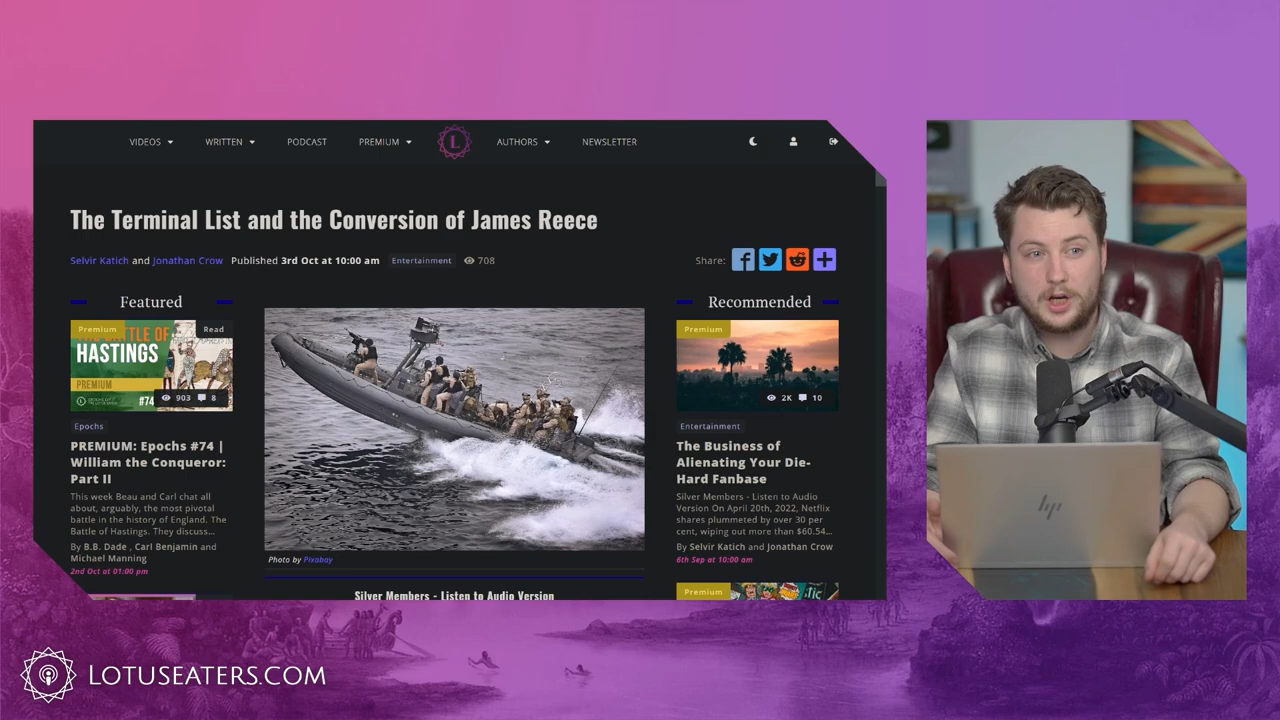 VIDEOS WRITTEN PODCAST PREMIUM L AUTHORS NEWSLETTER
The Terminal List and the Conversion of James Reece
Selvir Katich and Jonathan Crow Published 3rd Oct at 10:00 am Entertainment 708
Share:
Featured
Premium
Read
HASTINGS
PREMIUM
#74
903 8
Epochs
PREMIUM: Epochs #74 |
William the Conqueror:
Part II
This week Beau and Carl chat all
about, arguably, the most pivotal
battle in the history of England. The
Battle of Hastings. They discuss...
By B.B. Dade , Carl Benjamin and
Michael Manning
2nd Oct at 01:00 pm
Photo by Pixabay
Silver Members - Listen to Audio Version
Recommended
Premium
2K 10
Entertainment
The Business of
Alienating Your Die-
Hard Fanbase
Silver Members - Listen to Audio
Version On April 20th, 2022, Netflix
shares plummeted by over 30 per
cent, wiping out more than $60.54...
By Selvir Katich and Jonathan Crow
6th Sep at 10:00 am
Premium
hp
LOTUSEATERS.COM